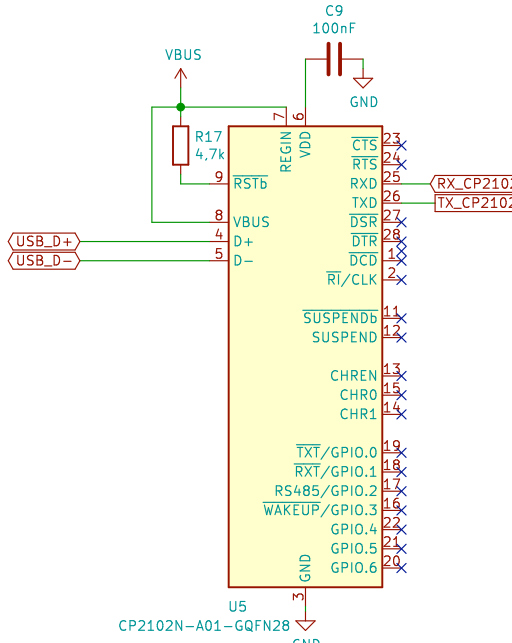 C9
100nF
VBUS
GND
R17
4,7k
7
6
REGIN
VDD
9
RSTb
8
VBUS
USB_D+
4
D+
USB_D-
5
D-
CTS
23
RTS
24
RXD
25
RX_CP2102
TXD
26
TX_CP2102
DSR
27
DTR
28
DCD
1
RI/CLK
2
SUSPENDb
11
SUSPEND
12
CHREN
13
CHR0
15
CHR1
14
TXT/GPIO.0
19
RXT/GPIO.1
18
RS485/GPIO.2
17
WAKEUP/GPIO.3
16
GPIO.4
22
GPIO.5
21
GPIO.6
20
GND
3
U5
CP2102N-A01-GQFN28
GND